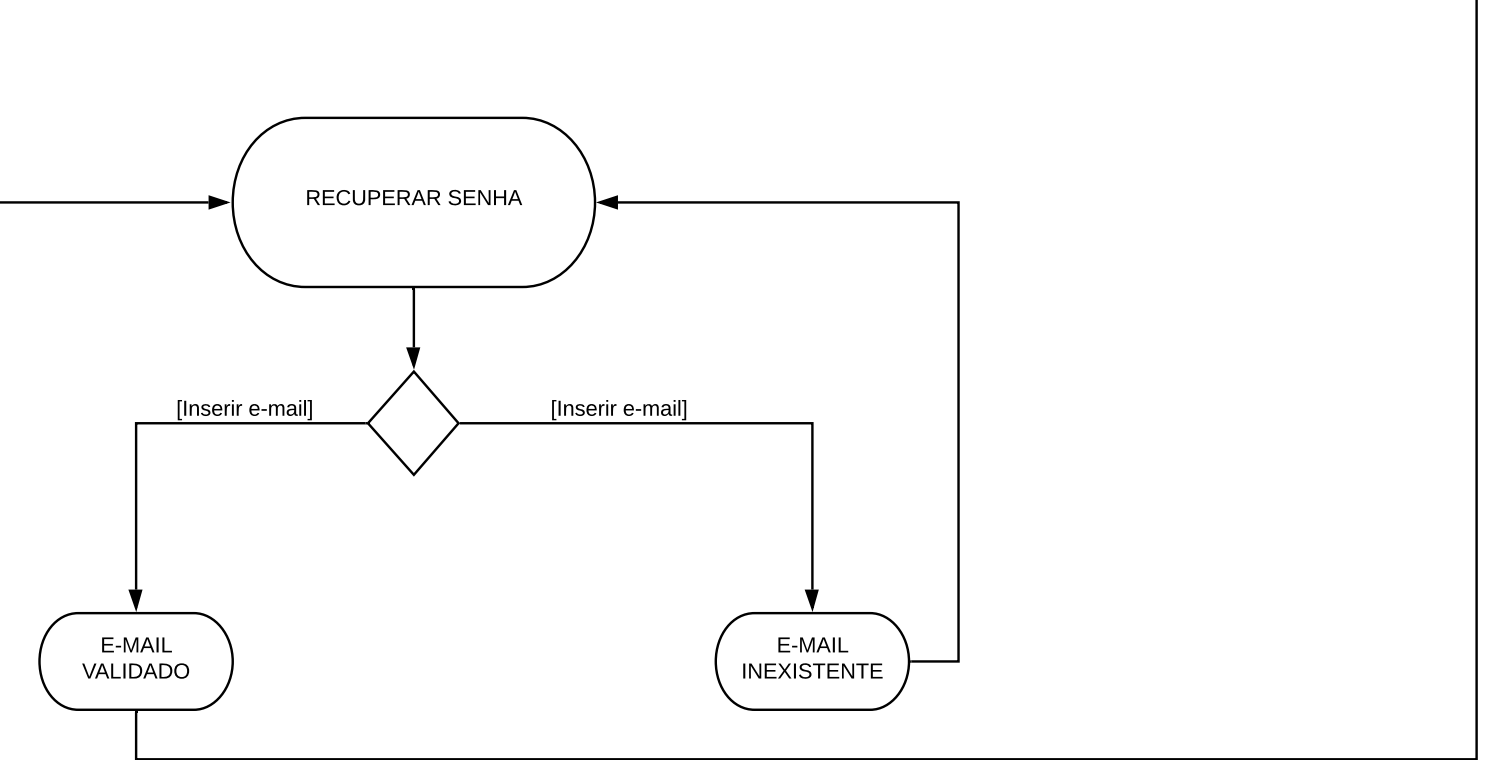 RECUPERAR SENHA
[Inserir e-mail]
[Inserir e-mail]
E-MAIL
VALIDADO
E-MAIL
INEXISTENTE